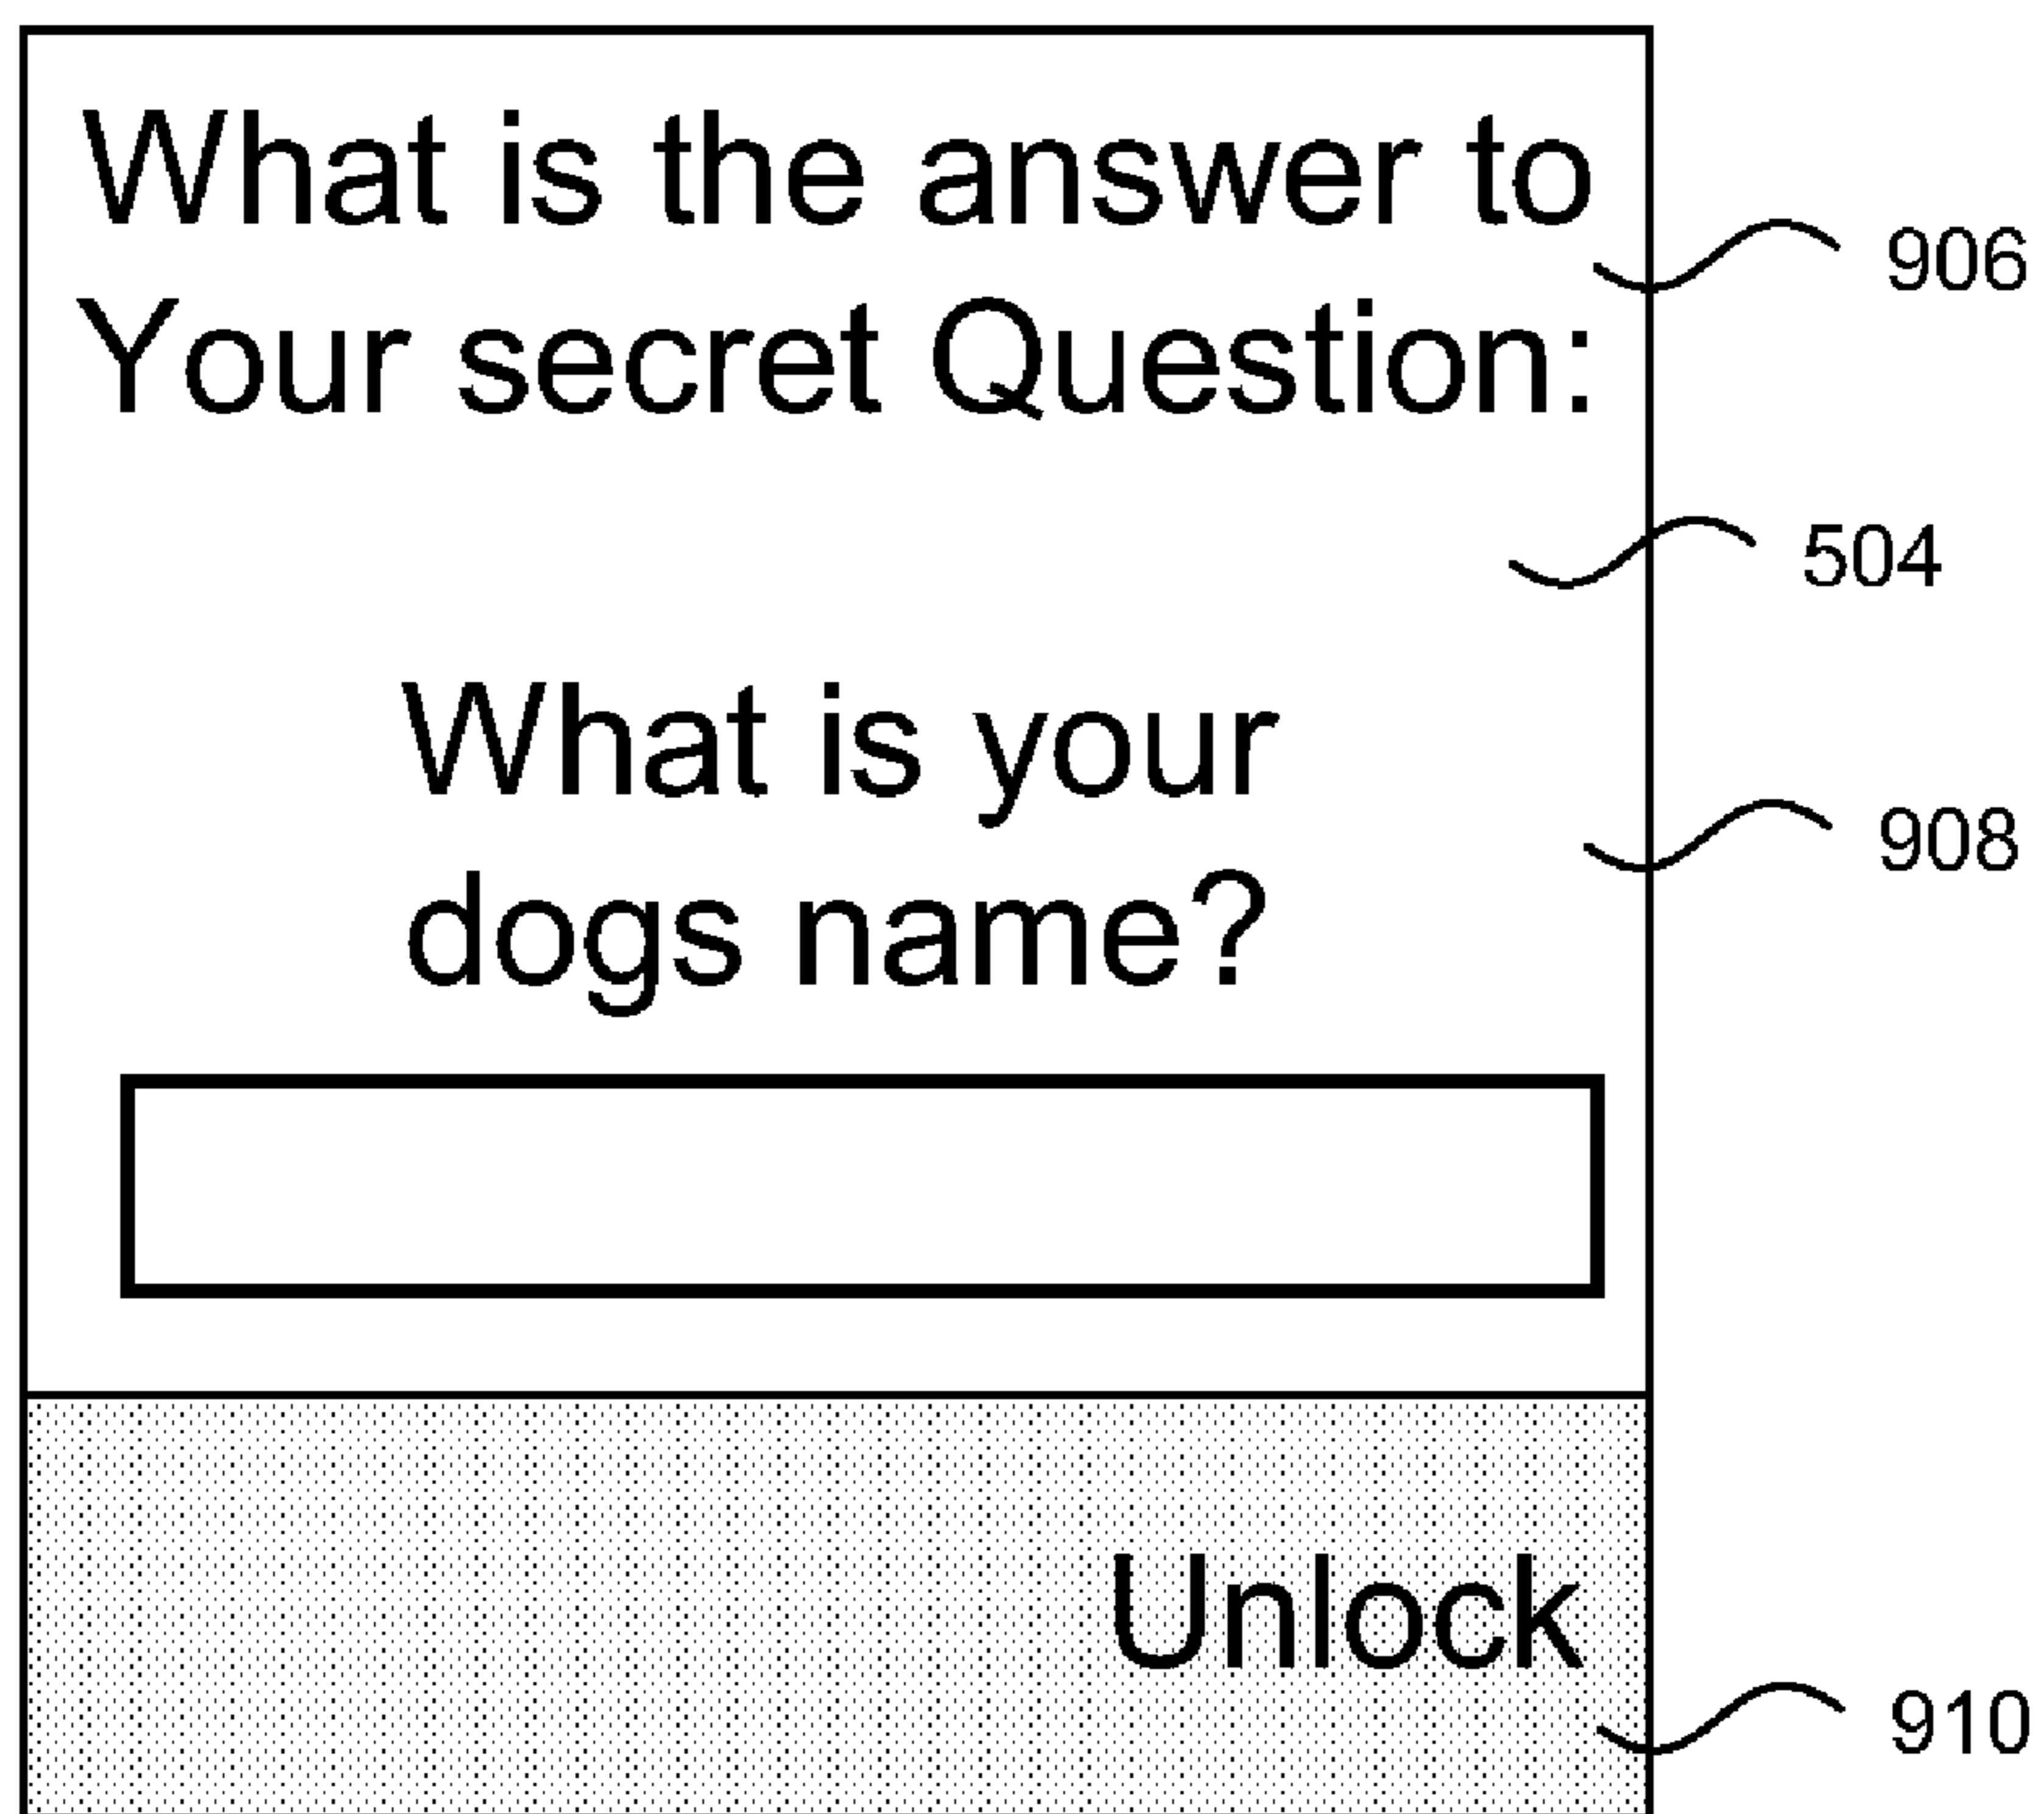 What is the answer to
906
Your secret Question:
504
What is your
908
dogs name?
Unlock
910